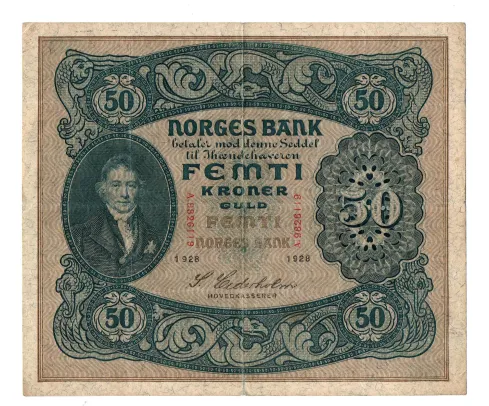 50 50
NORGES BANK
betaler mod denne Seddel
til Ihændehaveren
FEMTI
KRONER
GULD
FEMTI
NORGES BANK
50
1928 1928
HOVEDKASSERER
50 50